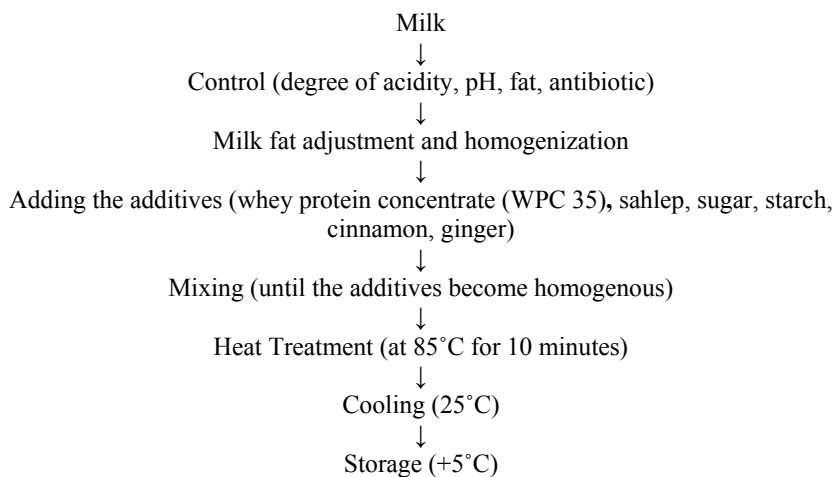 Milk
↓
Control (degree of acidity, pH, fat, antibiotic)
↓
Milk fat adjustment and homogenization
↓
Adding the additives (whey protein concentrate (WPC 35), sahlep, sugar, starch,
cinnamon, ginger)
↓
Mixing (until the additives become homogenous)
↓
Heat Treatment (at 85˚C for 10 minutes)
↓
Cooling (25˚C)
↓
Storage (+5˚C)